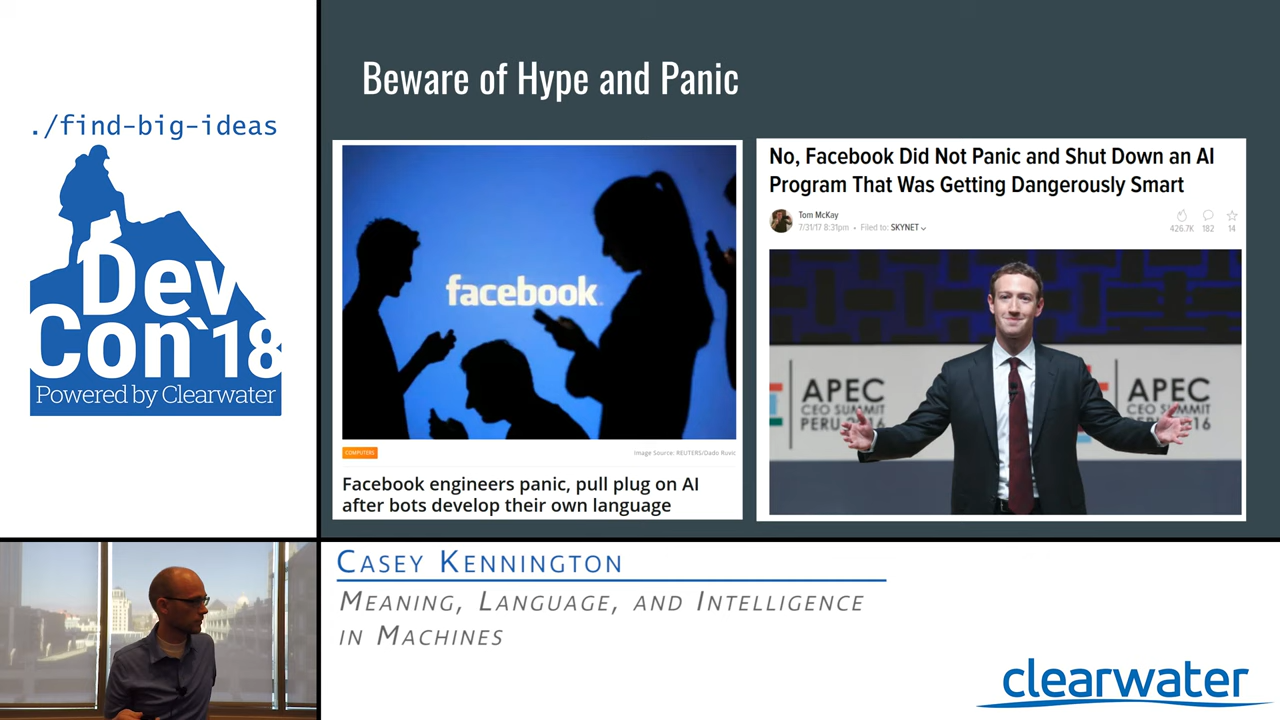 ./find-big-ideas
Dev
Con`18
Powered by Clearwater
Beware of Hype and Panic
facebook
COMPUTERS
Image Source: REUTERS/Dado Ruvic
Facebook engineers panic, pull plug on AI
after bots develop their own language
No, Facebook Did Not Panic and Shut Down an AI
Program That Was Getting Dangerously Smart
Tom McKay
7/31/17 8:31pm • Filed to: SKYNET
426.7K 182 14
APEC
CEO SUMMIT
PERU 2016
APEC
CEO SUMMIT
16
CASEY KENNINGTON
MEANING, LANGUAGE, AND INTELLIGENCE
IN MACHINES
clearwater